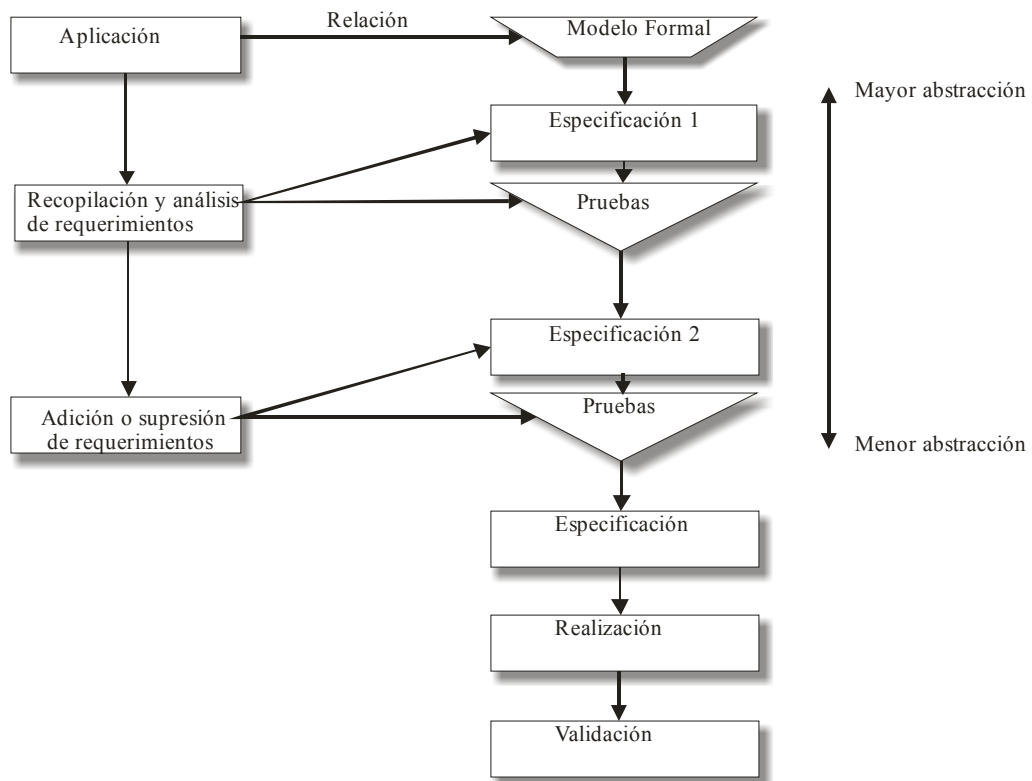 Aplicación
Relación
Modelo Formal
Mayor abstracción
Especificación 1
Recopilación y análisis
de requerimientos
Pruebas
Especificación 2
Adición o supresión
de requerimientos
Pruebas
Menor abstracción
Especificación
Realización
Validación